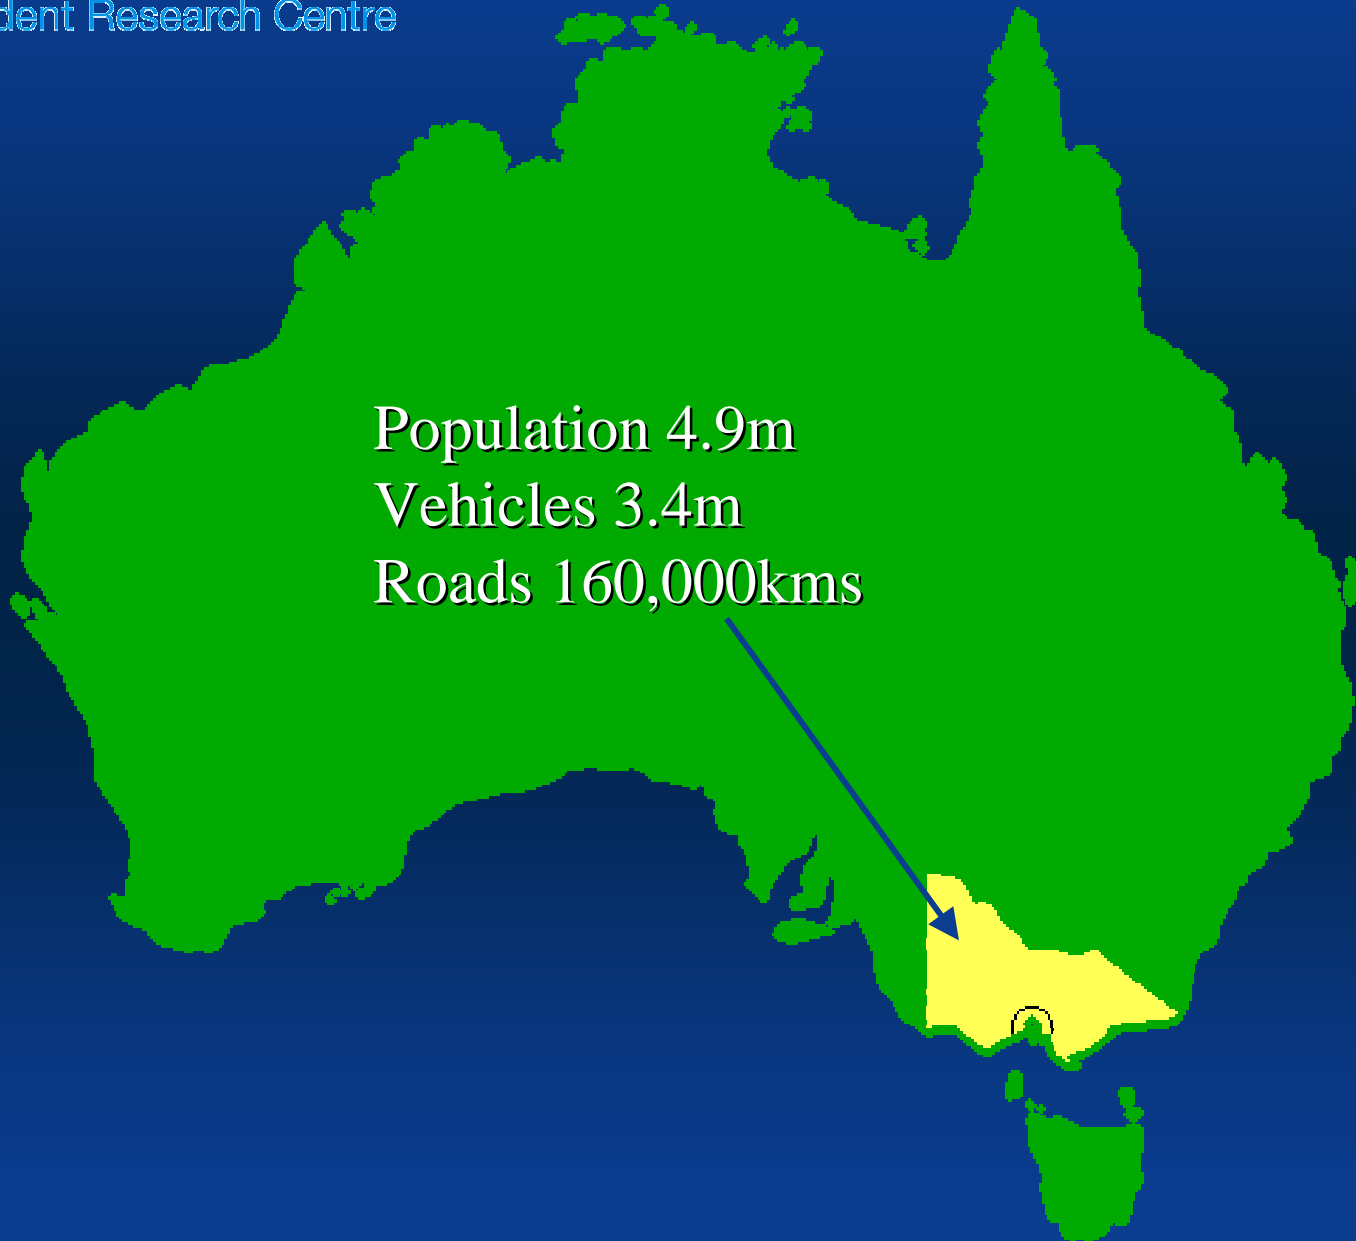 dent Research Centre
Population 4.9m
Vehicles 3.4m
Roads 160,000kms